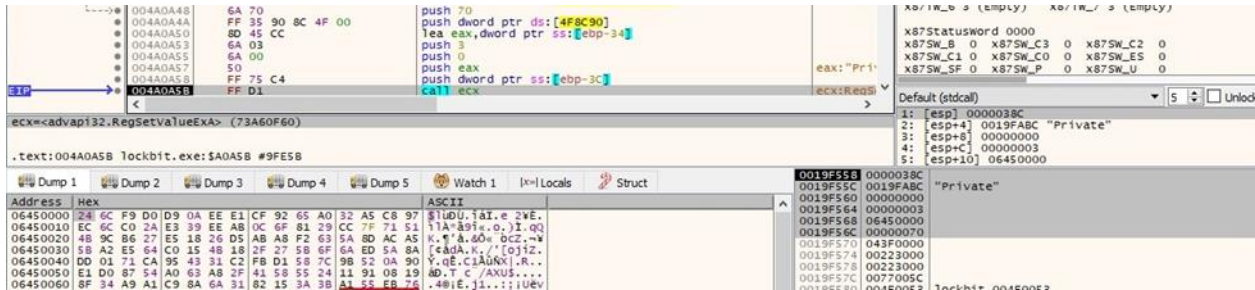 004A0A48 6A 70 push 70
004A0A4A FF 35 90 8C 4F 00 push dword ptr ds:[4F8C90]
004A0A50 8D 45 CC lea eax,dword ptr ss:[ebp-34]
004A0A53 6A 03 push 3
004A0A55 6A 00 push 0
004A0A57 50 push eax eax:"Pri
004A0A58 FF 75 C4 push dword ptr ss:[ebp-3C]
EIP 004A0A5B FF D1 call ecx ecx:RegS
ecx=<advapi32.RegSetValueExA> (73A60F60)
.text:004A0A5B lockbit.exe:$A0A5B #9FE5B
x87TW_6 3 (Empty) x87TW_7 3 (Empty)
x87StatusWord 0000
x87SW_B 0 x87SW_C3 0 x87SW_C2 0
x87SW_C1 0 x87SW_C0 0 x87SW_ES 0
x87SW_SF 0 x87SW_P 0 x87SW_U 0
Default (stdcall) 5 Unlock
1: [esp] 0000038C
2: [esp+4] 0019FABC "Private"
3: [esp+8] 00000000
4: [esp+C] 00000003
5: [esp+10] 06450000
Dump 1 Dump 2 Dump 3 Dump 4 Dump 5 Watch 1 Locals Struct
Address Hex ASCII
06450000 24 6C F9 D0 D9 0A EE E1 CF 92 65 A0 32 A5 C8 97
06450010 EC 6C C0 2A E3 39 EE AB 0C 6F 81 29 CC 7F 71 51
06450020 4B 9C B6 27 E5 18 26 D5 AB A8 F2 63 5A 8D AC A5
06450030 5B A2 E5 64 C0 15 4B 18 2F 27 5B 6F 6A ED 5A 8A
06450040 DD 01 71 CA 95 43 31 C2 FB D1 58 7C 9B 52 0A 90
06450050 E1 D0 87 54 A0 63 A8 2F 41 58 55 24 11 91 08 19
06450060 8F 34 A9 A1 C9 8A 6A 31 82 15 3A 3B A1 55 EB 76
0019F558 0000038C
0019F55C 0019FABC "Private"
0019F560 00000000
0019F564 00000003
0019F568 06450000
0019F56C 00000070
0019F570 043F0000
0019F574 00223000
0019F578 00223000
0019F57C 0077005C
0019F580 004F0053 lockbit.004F0053